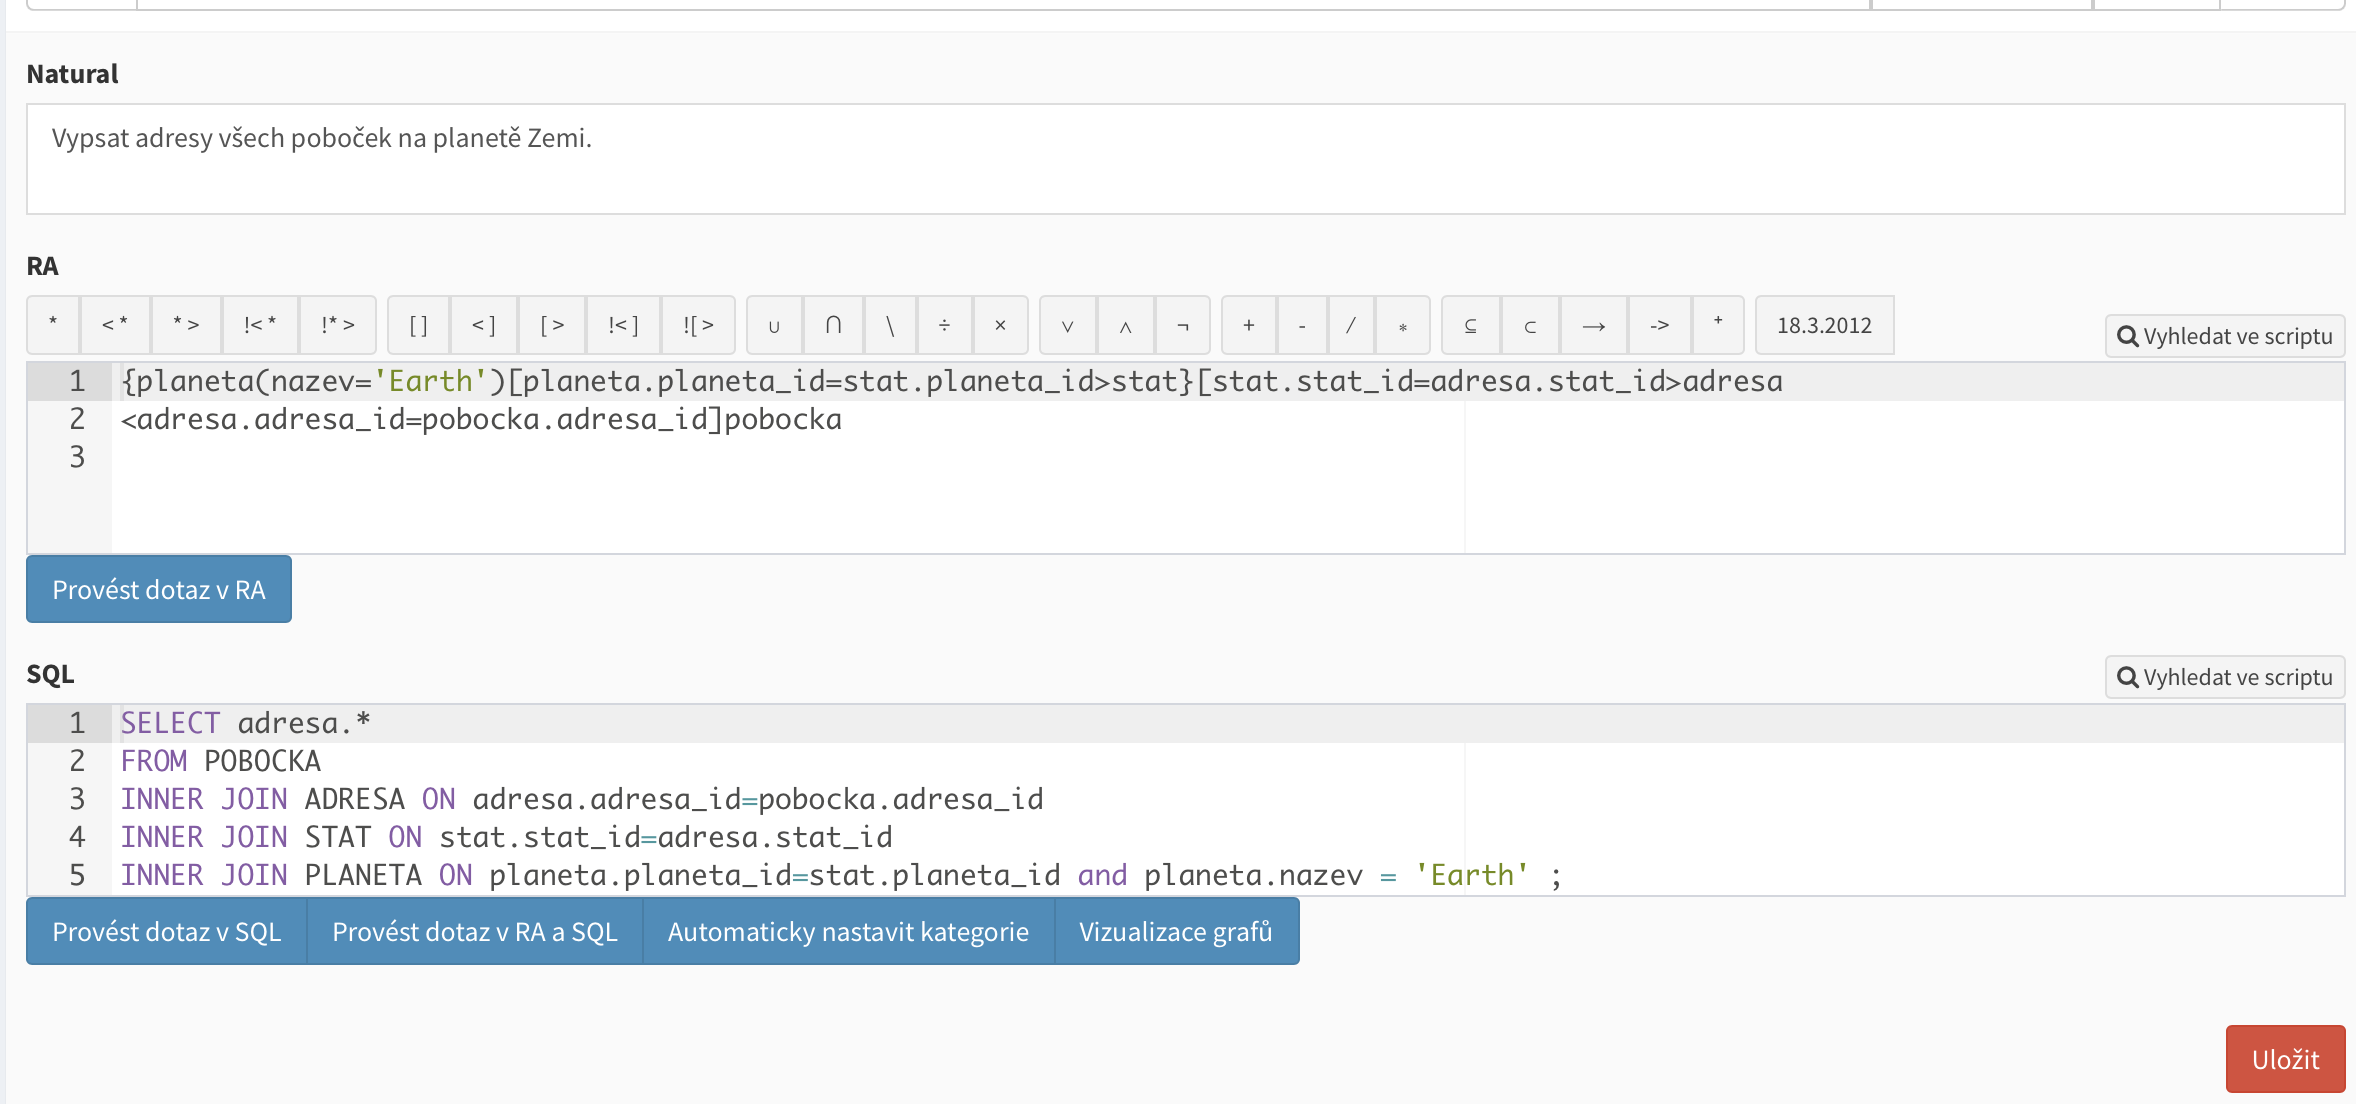 Natural
Vypsat adresy všech poboček na planetě Zemi.
RA
* <* *> !<* !*> [] <] [> !<] ![> ∪ ∩ \ ÷ × ∨ ∧ ¬ + - / * ⊆ ⊂ → -> + 18.3.2012 Vyhledat ve scriptu
1 {planeta(nazev='Earth')[planeta.planeta_id=stat.planeta_id>stat}[stat.stat_id=adresa.stat_id>adresa
2 <adresa.adresa_id=pobocka.adresa_id]pobocka
3
Provést dotaz v RA
SQL Vyhledat ve scriptu
1 SELECT adresa.*
2 FROM POBOCKA
3 INNER JOIN ADRESA ON adresa.adresa_id=pobocka.adresa_id
4 INNER JOIN STAT ON stat.stat_id=adresa.stat_id
5 INNER JOIN PLANETA ON planeta.planeta_id=stat.planeta_id and planeta.nazev = 'Earth' ;
Provést dotaz v SQL Provést dotaz v RA a SQL Automaticky nastavit kategorie Vizualizace grafů
Uložit